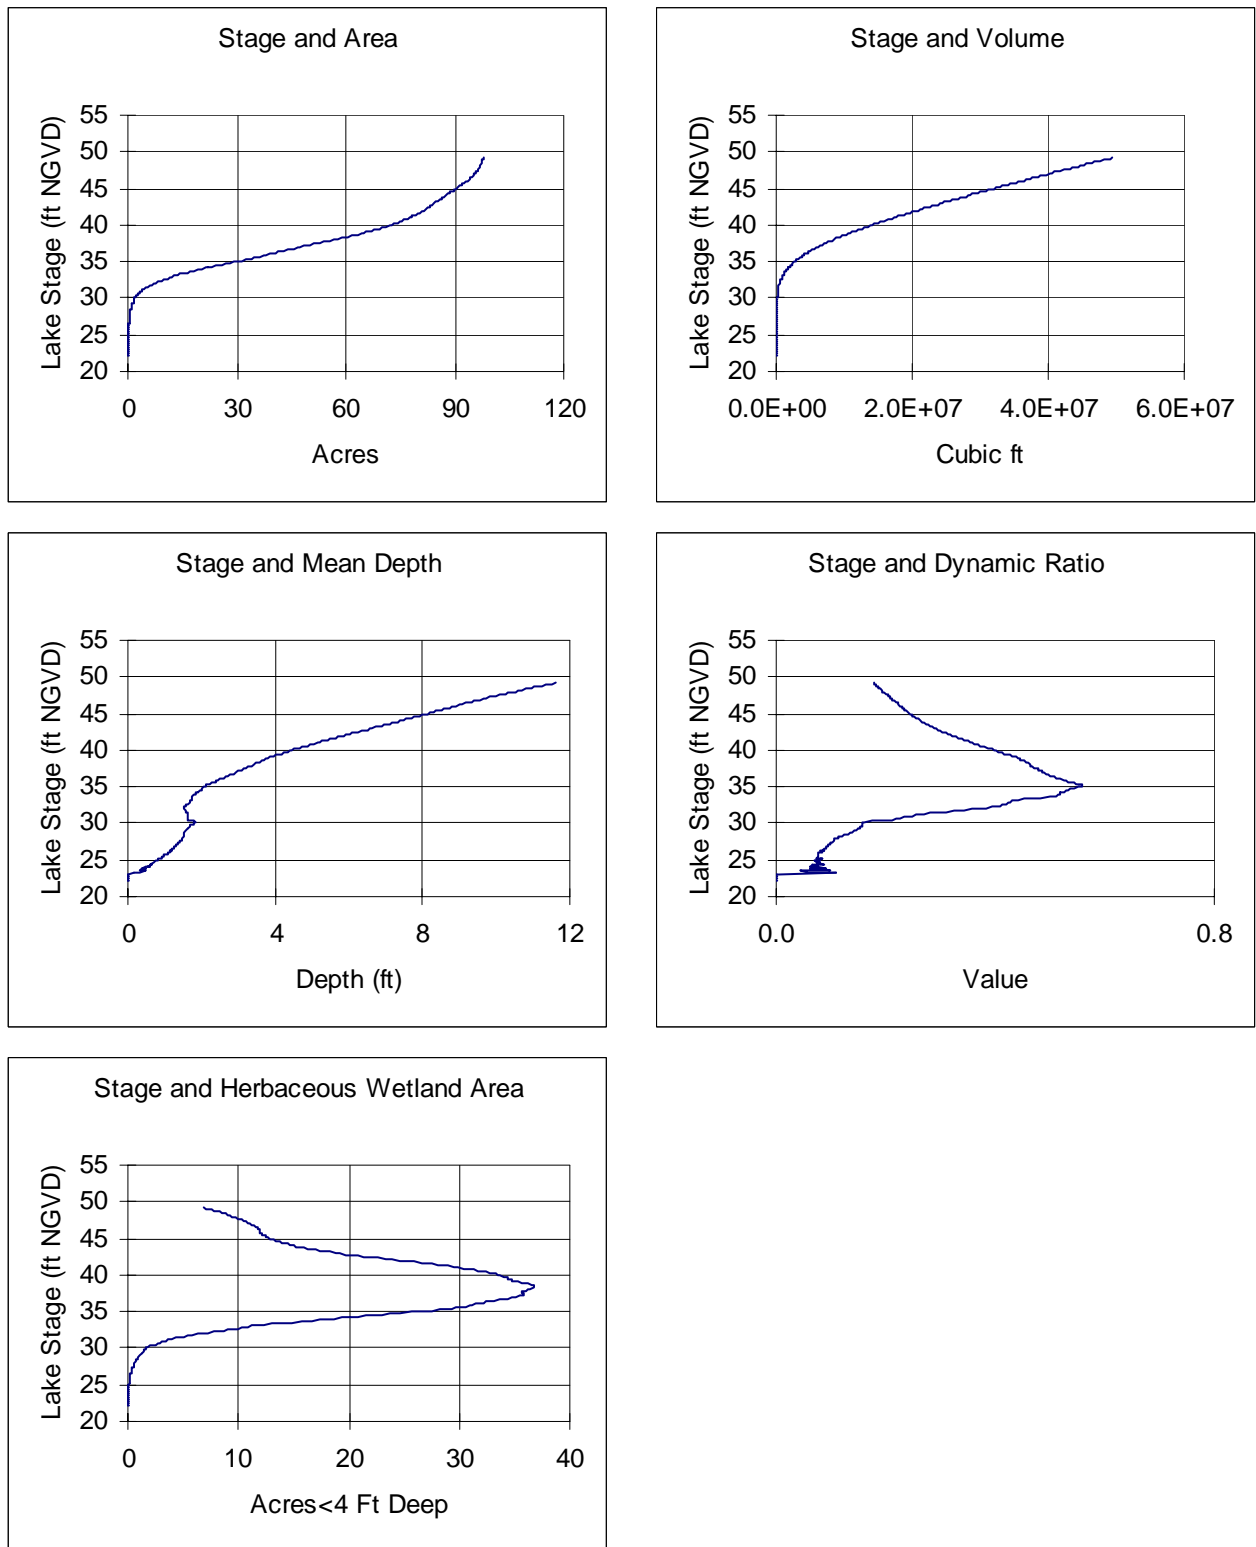 Stage and Area
Lake Stage (ft NGVD)
55
50
45
40
35
30
25
20
0 30 60 90 120
Acres
Stage and Volume
Lake Stage (ft NGVD)
55
50
45
40
35
30
25
20
0.0E+00 2.0E+07 4.0E+07 6.0E+07
Cubic ft
Stage and Mean Depth
Lake Stage (ft NGVD)
55
50
45
40
35
30
25
20
0 4 8 12
Depth (ft)
Stage and Dynamic Ratio
Lake Stage (ft NGVD)
55
50
45
40
35
30
25
20
0.0 0.8
Value
Stage and Herbaceous Wetland Area
Lake Stage (ft NGVD)
55
50
45
40
35
30
25
20
0 10 20 30 40
Acres<4 Ft Deep